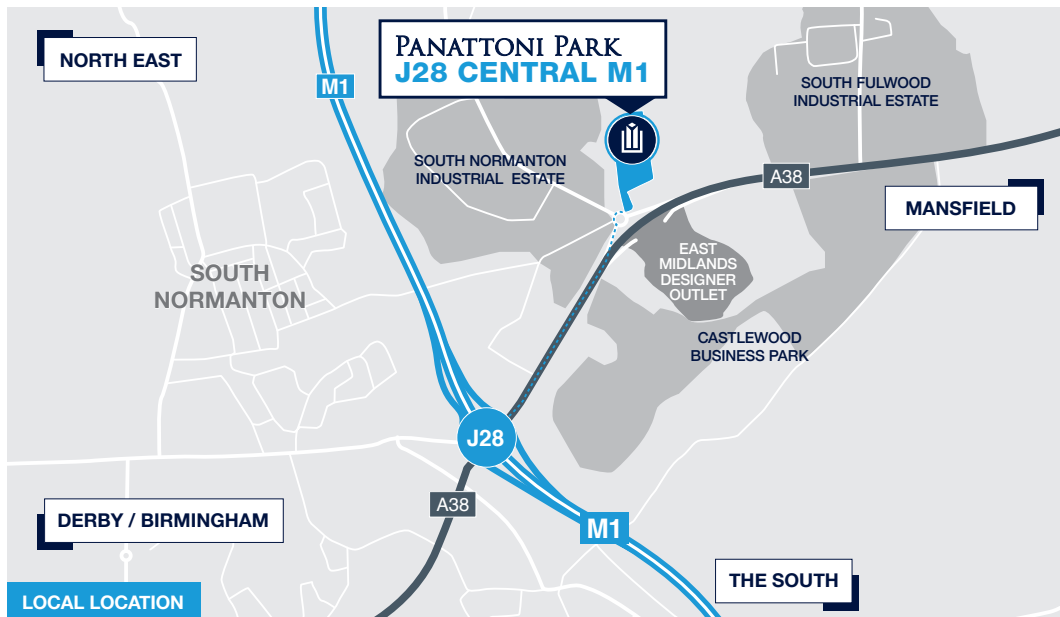 NORTH EAST
M1
PANATTONI PARK
J28 CENTRAL M1
SOUTH FULWOOD
INDUSTRIAL ESTATE
SOUTH NORMANTON
INDUSTRIAL ESTATE
A38
MANSFIELD
EAST
MIDLANDS
DESIGNER
OUTLET
SOUTH
NORMANTON
CASTLEWOOD
BUSINESS PARK
J28
A38
DERBY / BIRMINGHAM
M1
THE SOUTH
LOCAL LOCATION